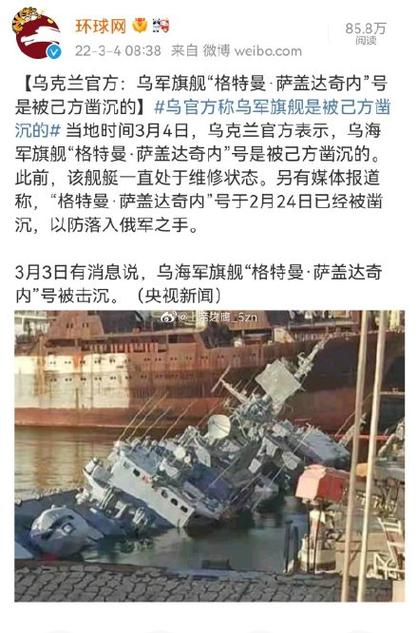 环球网
85.8万
22-3-4 08:38 来自 微博 weibo.com
阅读
【乌克兰官方：乌军旗舰“格特曼·萨盖达奇内”号
是被己方凿沉的】#乌官方称乌军旗舰是被己方凿
沉的# 当地时间3月4日，乌克兰官方表示，乌海
军旗舰“格特曼·萨盖达奇内”号是被己方凿沉的。
此前，该舰艇一直处于维修状态。另有媒体报道
称，“格特曼·萨盖达奇内”号于2月24日已经被凿
沉，以防落入俄军之手。
3月3日有消息说，乌海军旗舰“格特曼·萨盖达奇
内”号被击沉。（央视新闻）